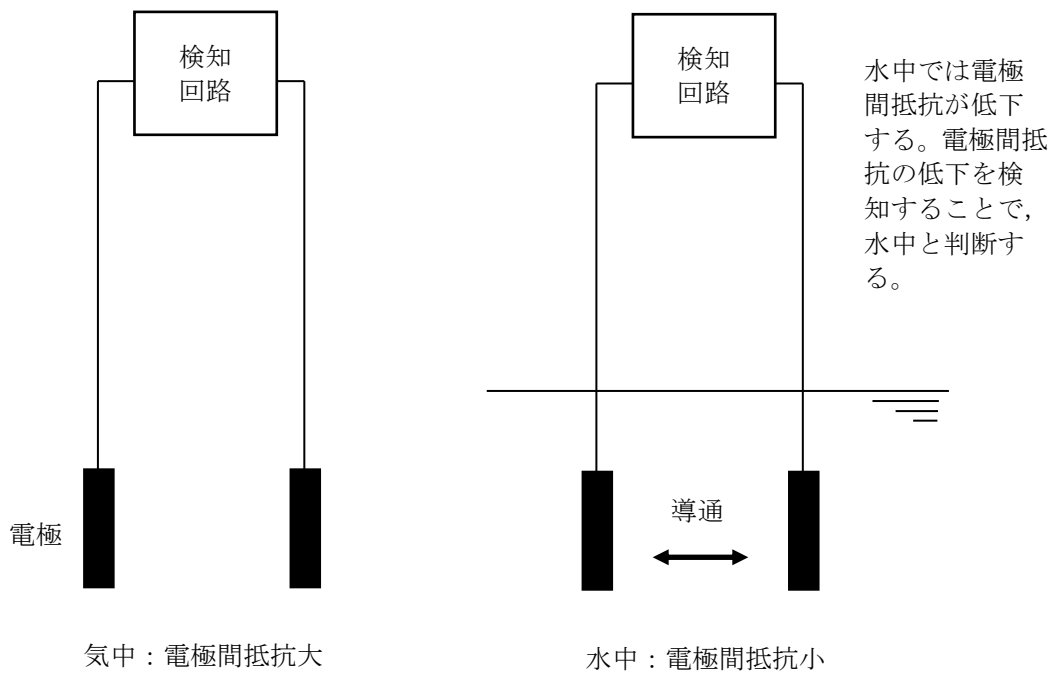 検知
回路
電極
気中：電極間抵抗大
検知
回路
導通
水中：電極間抵抗小
水中では電極
間抵抗が低下
する。電極間抵
抗の低下を検
知することで,
水中と判断す
る。